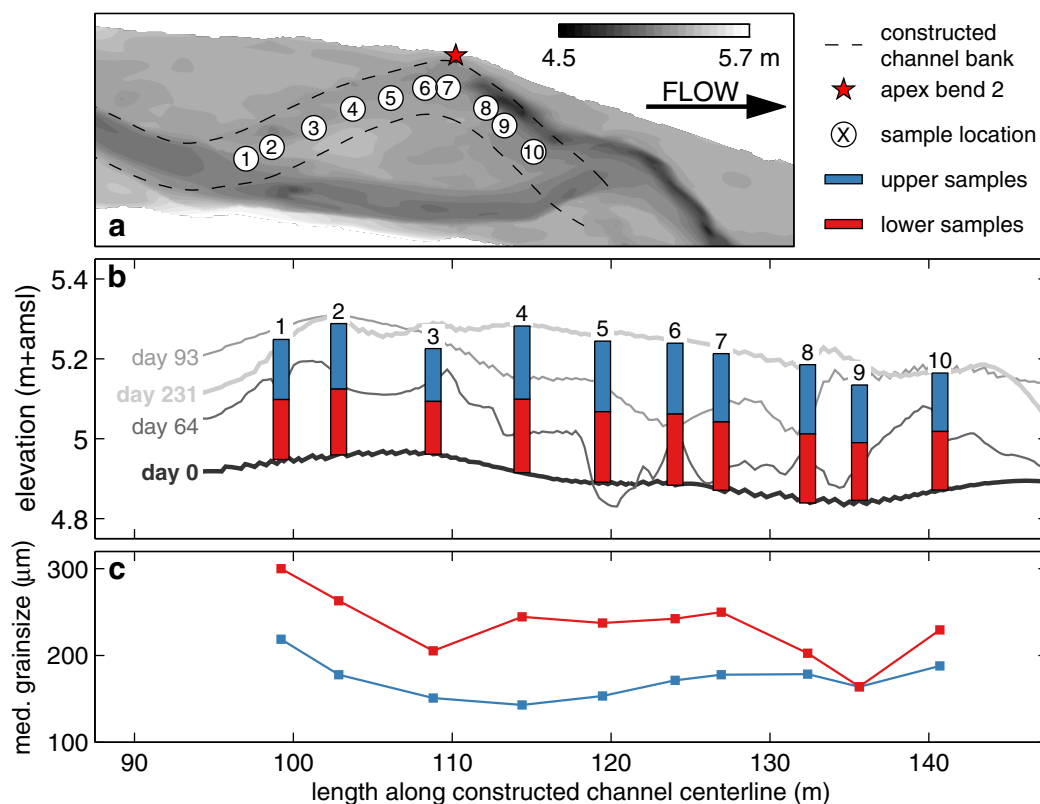 4.5 5.7 m
FLOW
1 2 3 4 5 6 7 8 9 10
a
constructed
channel bank
apex bend 2
X sample location
upper samples
lower samples
b
5.4
5.2
5
4.8
elevation (m+amsl)
1 2 3 4 5 6 7 8 9 10
day 93
day 231
day 64
day 0
c
300
200
100
med. grainsize (μm)
90 100 110 120 130 140
length along constructed channel centerline (m)